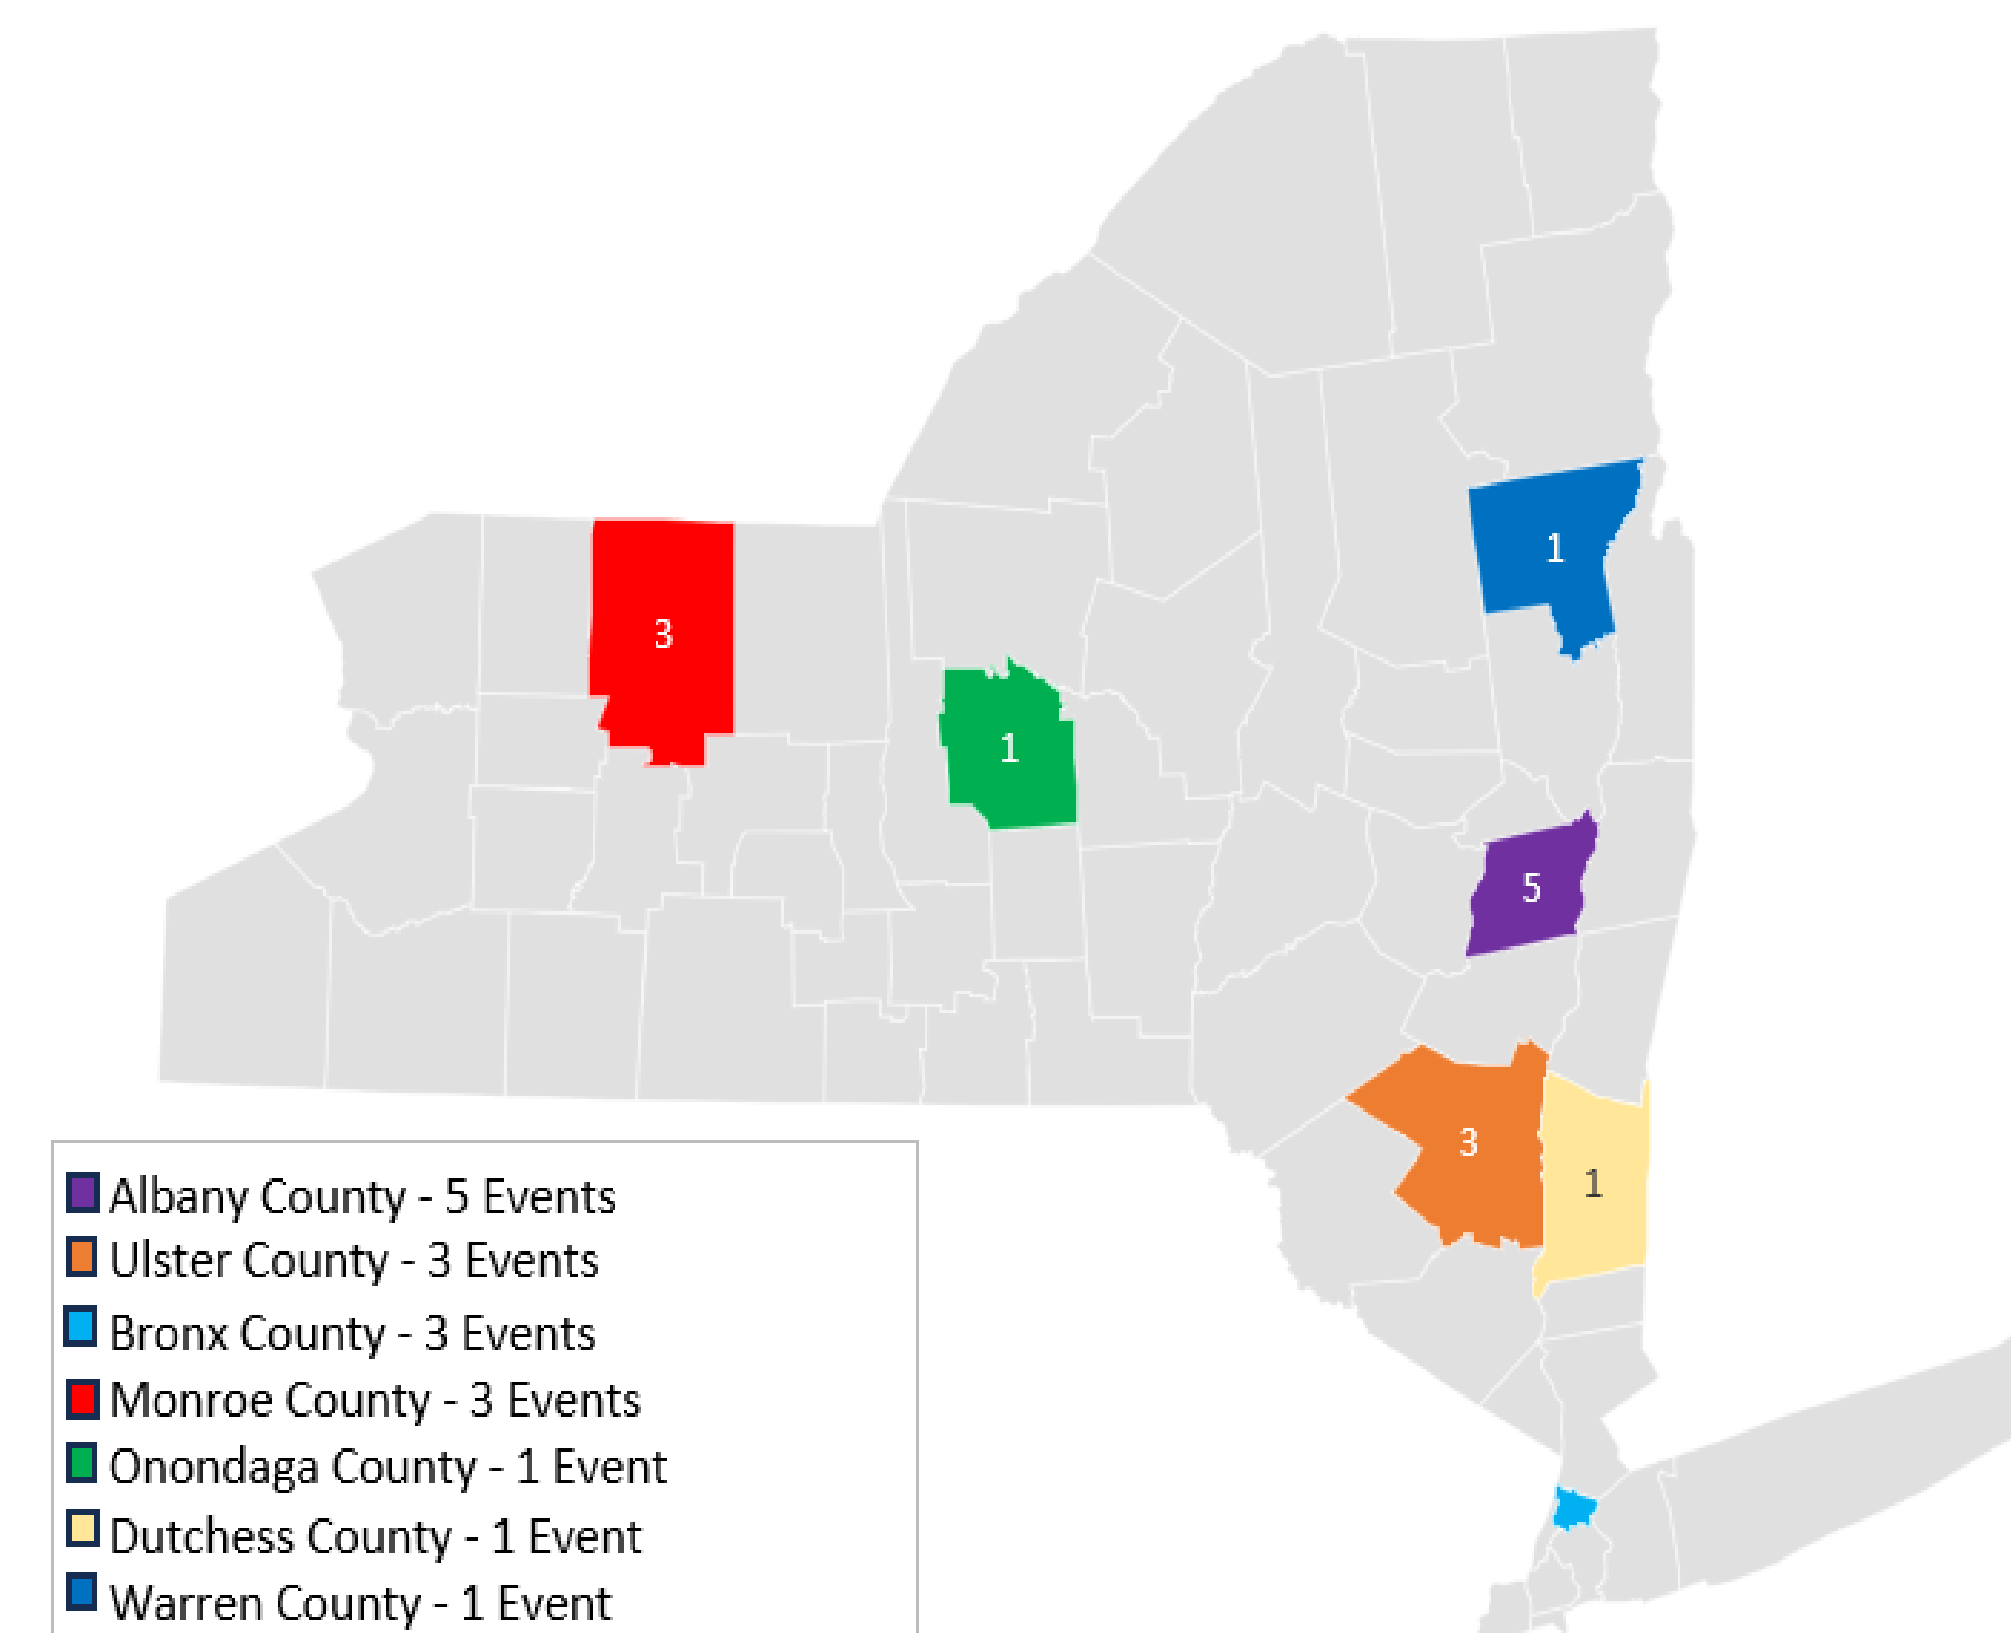 1
3
1
5
3
1
Albany County - 5 Events
Ulster County - 3 Events
Bronx County - 3 Events
Monroe County - 3 Events
Onondaga County - 1 Event
Dutchess County - 1 Event
Warren County - 1 Event